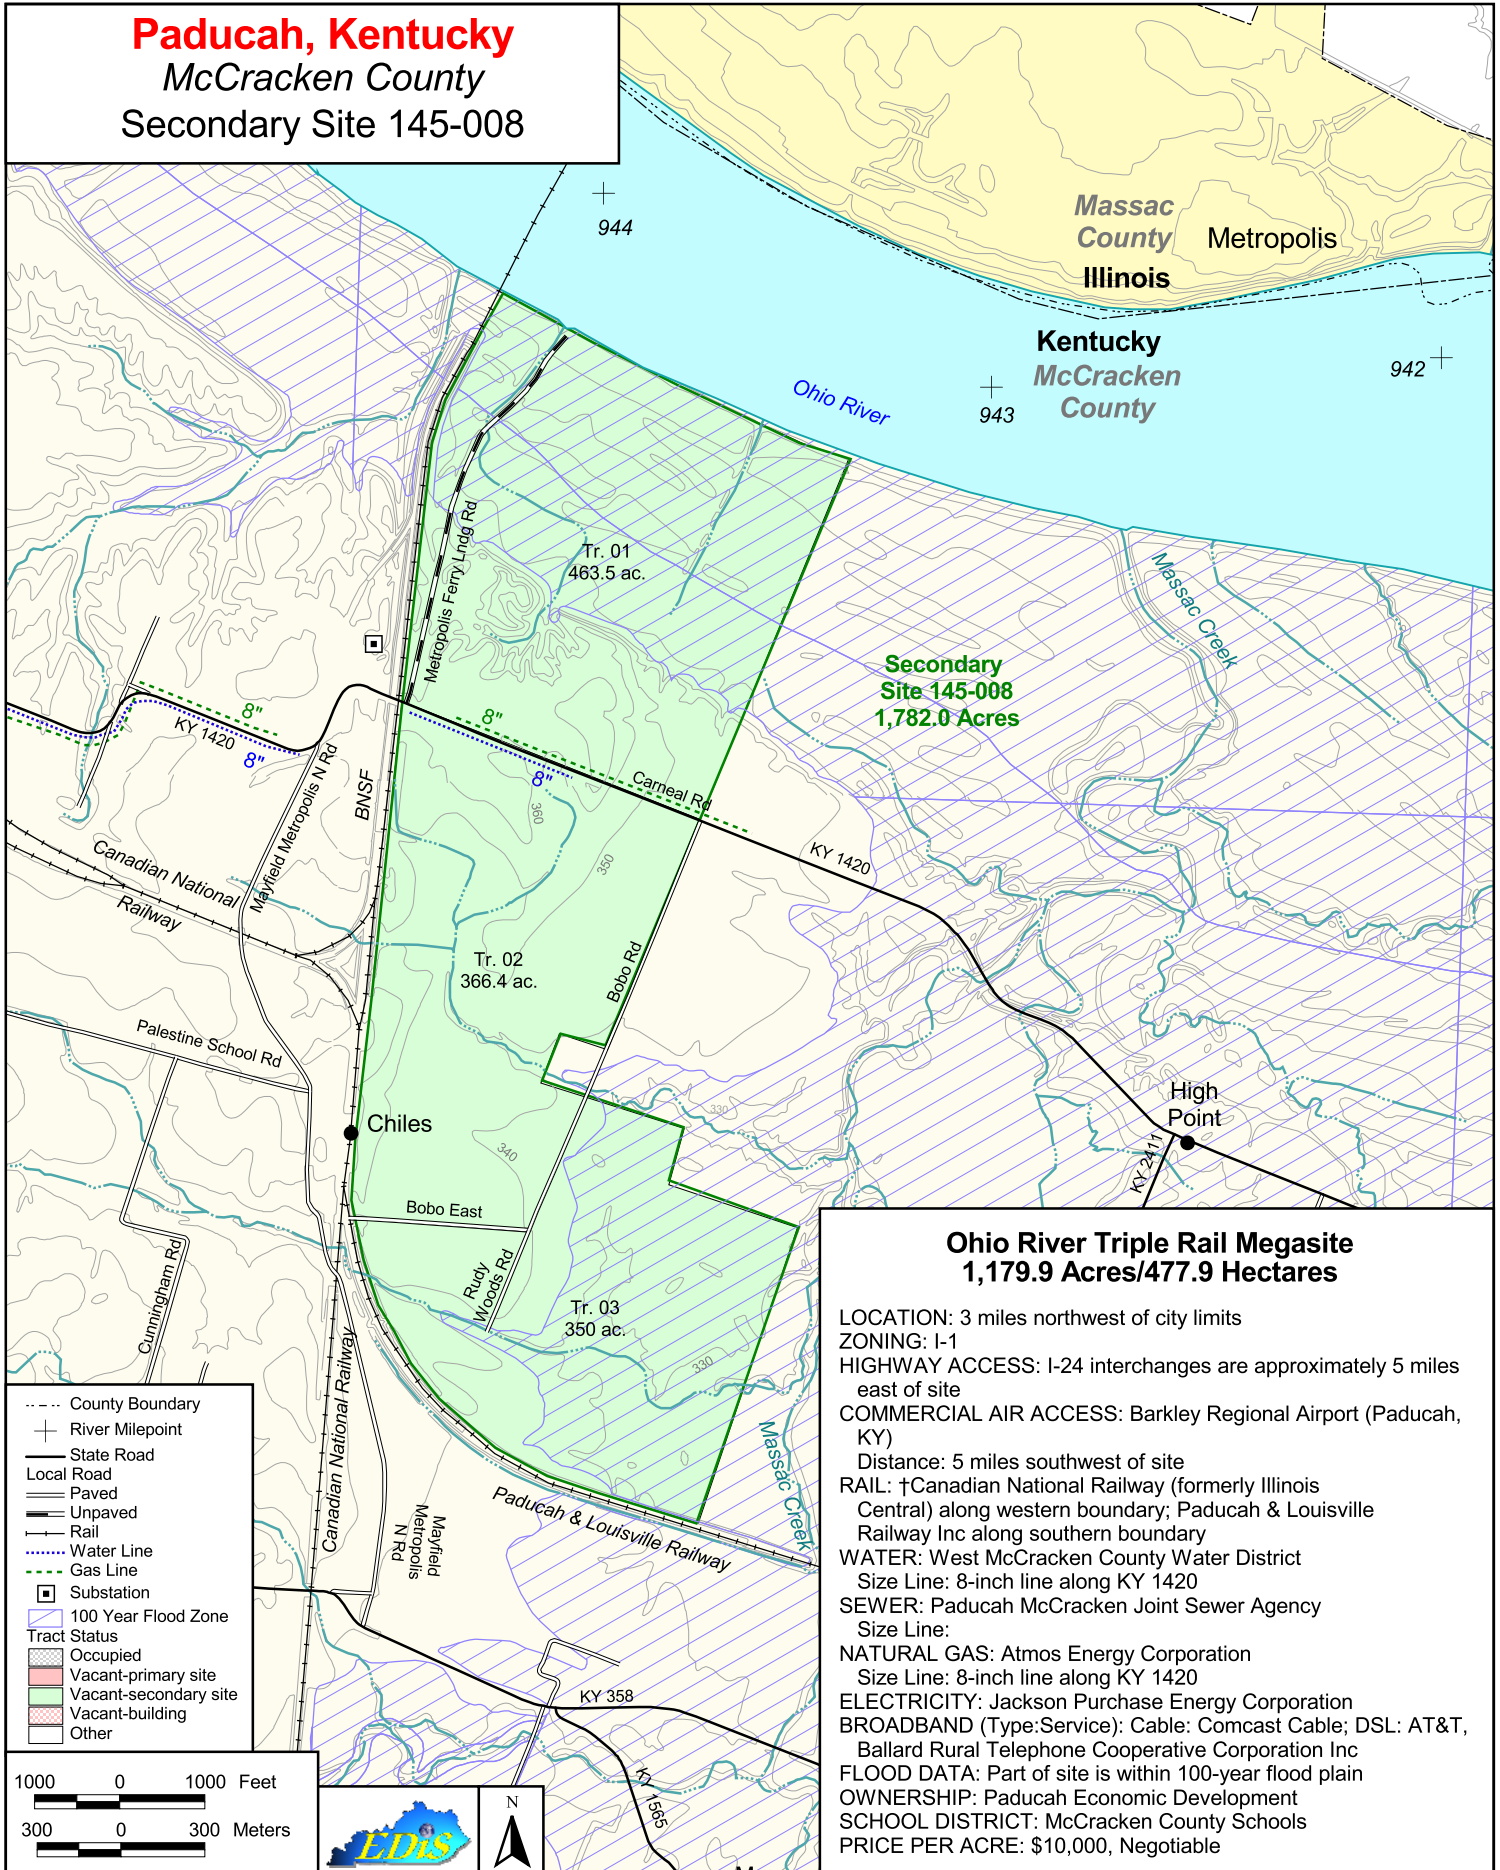 Paducah, Kentucky
McCracken County
Secondary Site 145-008
944
Massac
County
Metropolis
Illinois
Kentucky
McCracken
County
942
943
Ohio River
Metropolis Ferry Lndg Rd
Tr. 01
463.5 ac.
Massac Creek
Secondary
Site 145-008
1,782.0 Acres
8"
KY 1420
8"
8"
8"
Carneal Rd
KY 1420
Mayfield Metropolis N Rd
BNSF
360
350
Canadian National
Railway
Tr. 02
366.4 ac.
Bobo Rd
Palestine School Rd
Chiles
340
330
High
Point
KY 2411
Bobo East
Rudy
Woods Rd
Cunningham Rd
Tr. 03
350 ac.
330
Canadian National Railway
Massac Creek
Paducah & Louisville Railway
Mayfield
Metropolis
N Rd
KY 358
KY 1565
County Boundary
River Milepoint
State Road
Local Road
Paved
Unpaved
Rail
Water Line
Gas Line
Substation
100 Year Flood Zone
Tract Status
Occupied
Vacant-primary site
Vacant-secondary site
Vacant-building
Other
1000 0 1000 Feet
300 0 300 Meters
EDiS
N
Ohio River Triple Rail Megasite
1,179.9 Acres/477.9 Hectares
LOCATION: 3 miles northwest of city limits
ZONING: I-1
HIGHWAY ACCESS: I-24 interchanges are approximately 5 miles
east of site
COMMERCIAL AIR ACCESS: Barkley Regional Airport (Paducah,
KY)
Distance: 5 miles southwest of site
RAIL: †Canadian National Railway (formerly Illinois
Central) along western boundary; Paducah & Louisville
Railway Inc along southern boundary
WATER: West McCracken County Water District
Size Line: 8-inch line along KY 1420
SEWER: Paducah McCracken Joint Sewer Agency
Size Line:
NATURAL GAS: Atmos Energy Corporation
Size Line: 8-inch line along KY 1420
ELECTRICITY: Jackson Purchase Energy Corporation
BROADBAND (Type:Service): Cable: Comcast Cable; DSL: AT&T,
Ballard Rural Telephone Cooperative Corporation Inc
FLOOD DATA: Part of site is within 100-year flood plain
OWNERSHIP: Paducah Economic Development
SCHOOL DISTRICT: McCracken County Schools
PRICE PER ACRE: $10,000, Negotiable